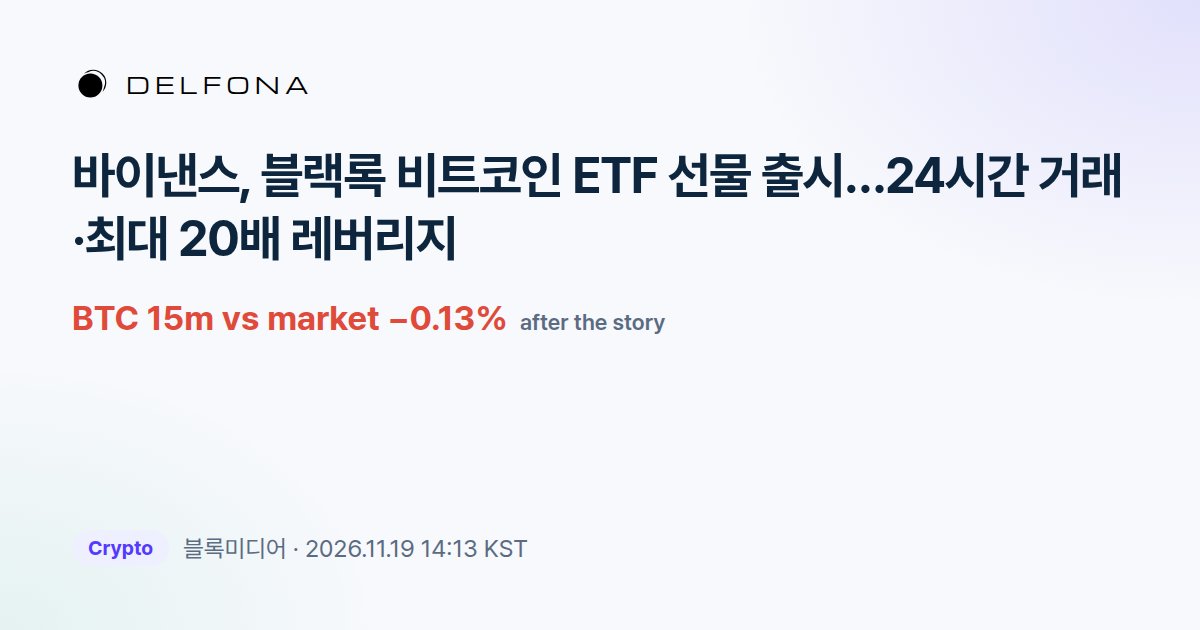 DELFONA
바이낸스, 블랙록 비트코인 ETF 선물 출시…24시간 거래
·최대 20배 레버리지
BTC 15m vs market −0.13% after the story
Crypto 블록미디어 · 2026.11.19 14:13 KST